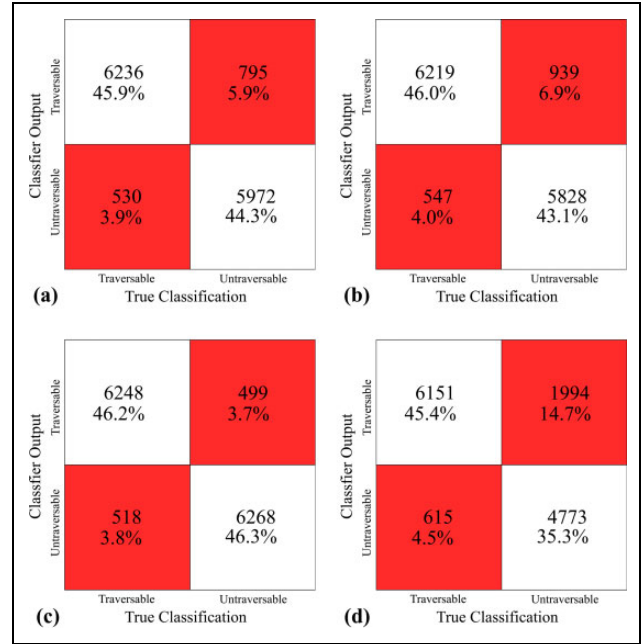 Classfier Output
Traversable
Untraversable
6236
45.9%
795
5.9%
530
3.9%
5972
44.3%
Traversable
Untraversable
(a)
True Classification
Classfier Output
Traversable
Untraversable
6219
46.0%
939
6.9%
547
4.0%
5828
43.1%
Traversable
Untraversable
(b)
True Classification
Classfier Output
Traversable
Untraversable
6248
46.2%
499
3.7%
518
3.8%
6268
46.3%
Traversable
Untraversable
(c)
True Classification
Classfier Output
Traversable
Untraversable
6151
45.4%
1994
14.7%
615
4.5%
4773
35.3%
Traversable
Untraversable
(d)
True Classification